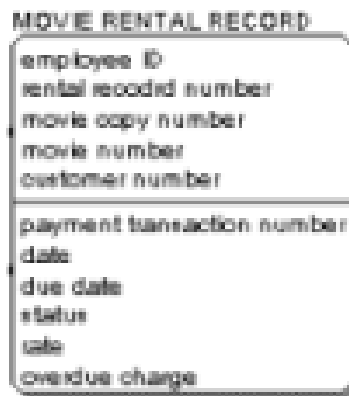 MOVIE RENTAL RECORD
employee ID
rental recodrd number
movie copy number
movie number
customer number
payment transaction number
date
due date
status
rate
overdue charge